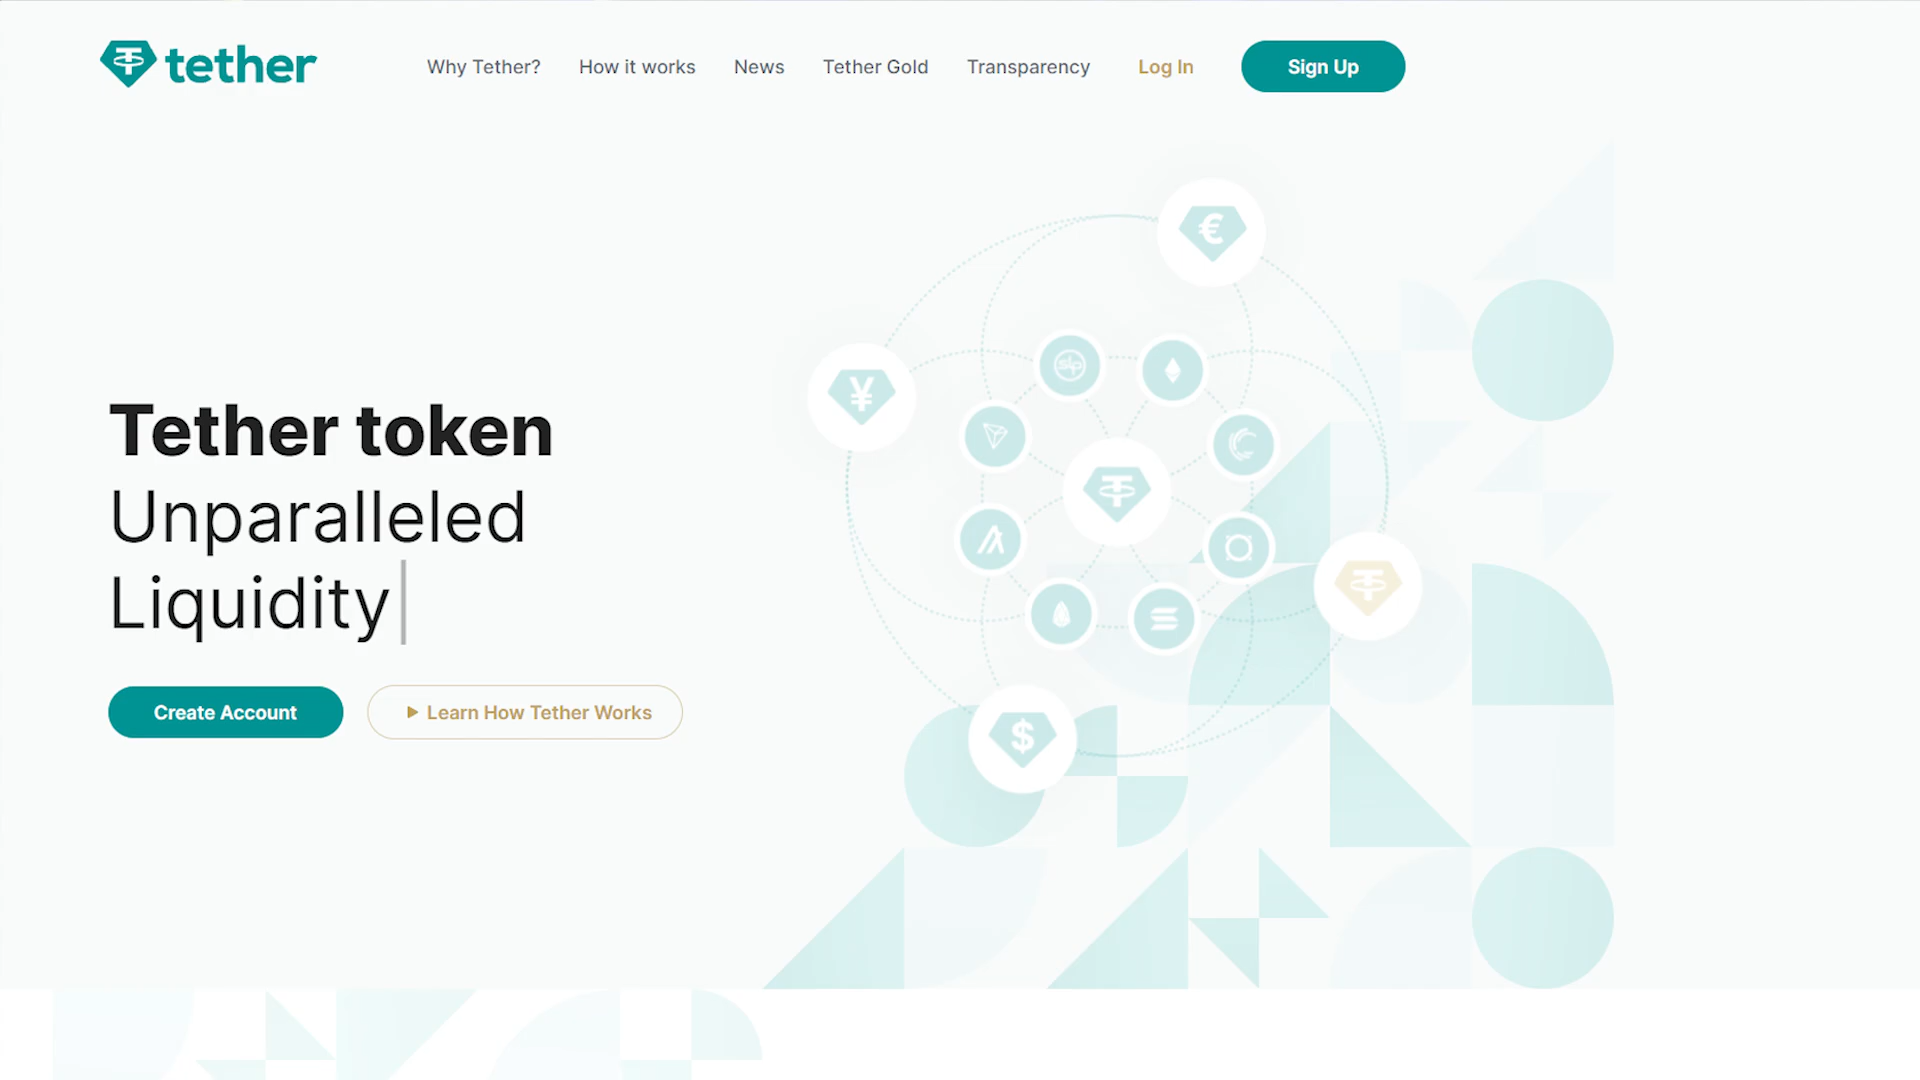 tether
Why Tether?
How it works
News
Tether Gold
Transparency
Log In
Sign Up
Tether token
Unparalleled
Liquidity
Create Account
Learn How Tether Works
€
¥
slp
$